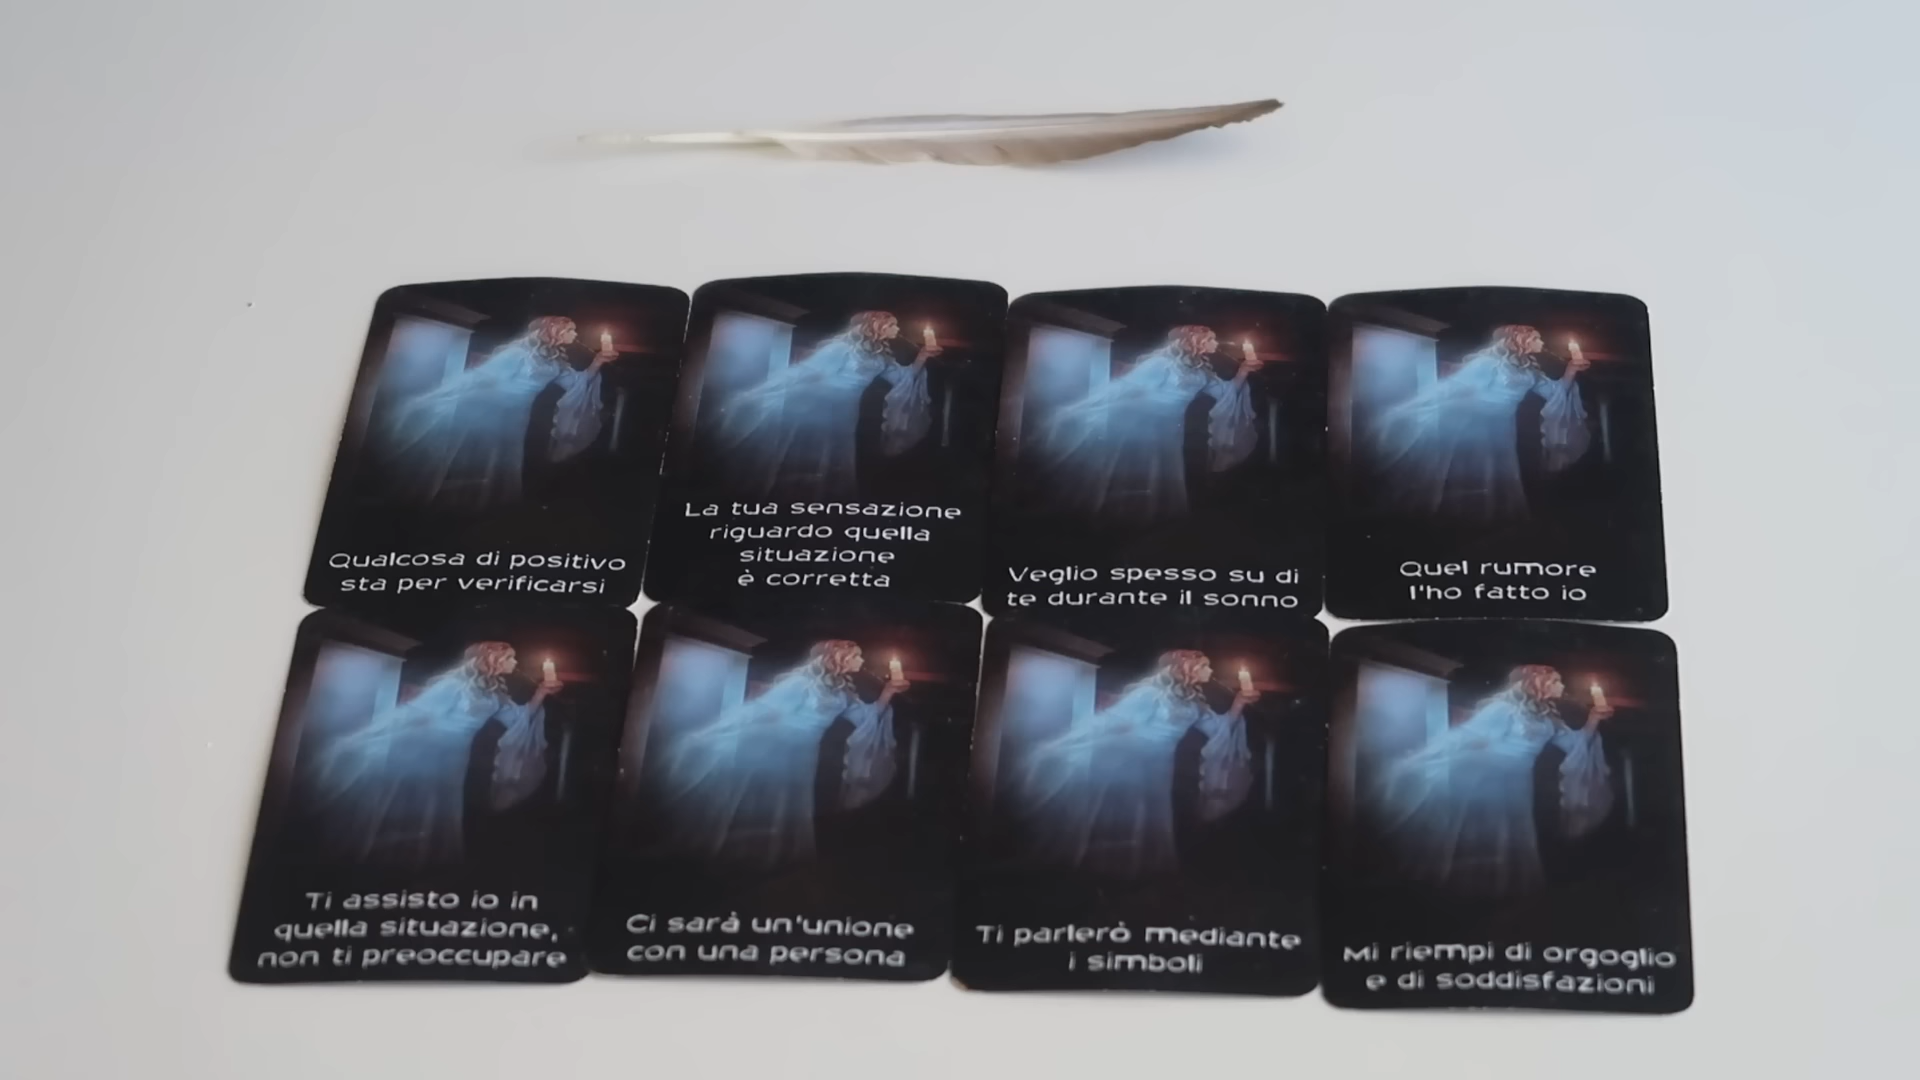 Qualcosa di positivo
sta per verificarsi
La tua sensazione
riguardo quella
situazione
è corretta
Veglio spesso su di
te durante il sonno
Quel rumore
l'ho fatto io
Ti assisto io in
quella situazione,
non ti preoccupare
Ci sarà un'unione
con una persona
Ti parlerò mediante
i simboli
Mi riempi di orgoglio
e di soddisfazioni